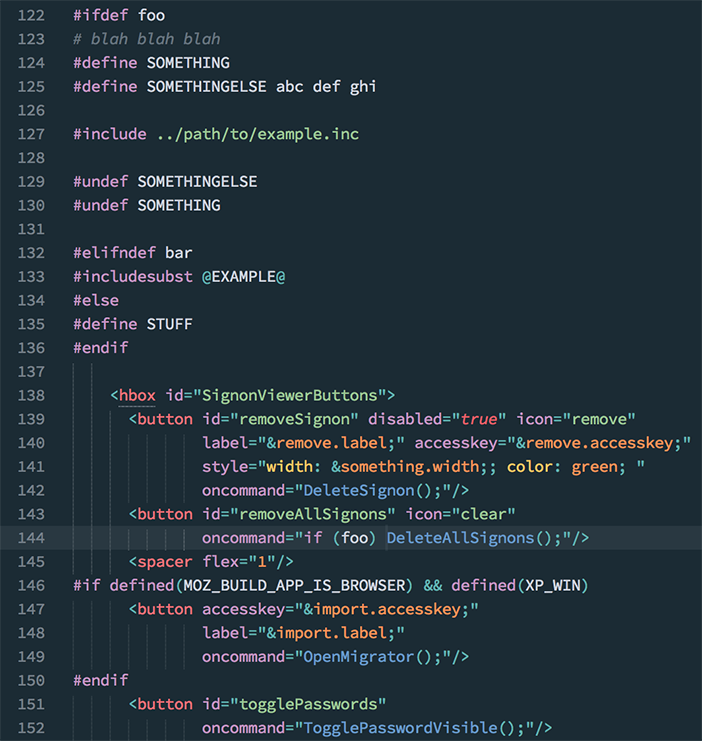 122 #ifdef foo
123 # blah blah blah
124 #define SOMETHING
125 #define SOMETHINGELSE abc def ghi
126
127 #include ../path/to/example.inc
128
129 #undef SOMETHINGELSE
130 #undef SOMETHING
131
132 #elifndef bar
133 #includesubst @EXAMPLE@
134 #else
135 #define STUFF
136 #endif
137
138 <hbox id="SignonViewerButtons">
139 <button id="removeSignon" disabled="true" icon="remove"
140 label="&remove.label;" accesskey="&remove.accesskey;"
141 style="width: &something.width;; color: green; "
142 oncommand="DeleteSignon();"/>
143 <button id="removeAllSignons" icon="clear"
144 oncommand="if (foo) DeleteAllSignons();"/>
145 <spacer flex="1"/>
146 #if defined(MOZ_BUILD_APP_IS_BROWSER) && defined(XP_WIN)
147 <button accesskey="&import.accesskey;"
148 label="&import.label;"
149 oncommand="OpenMigrator();"/>
150 #endif
151 <button id="togglePasswords"
152 oncommand="TogglePasswordVisible();"/>